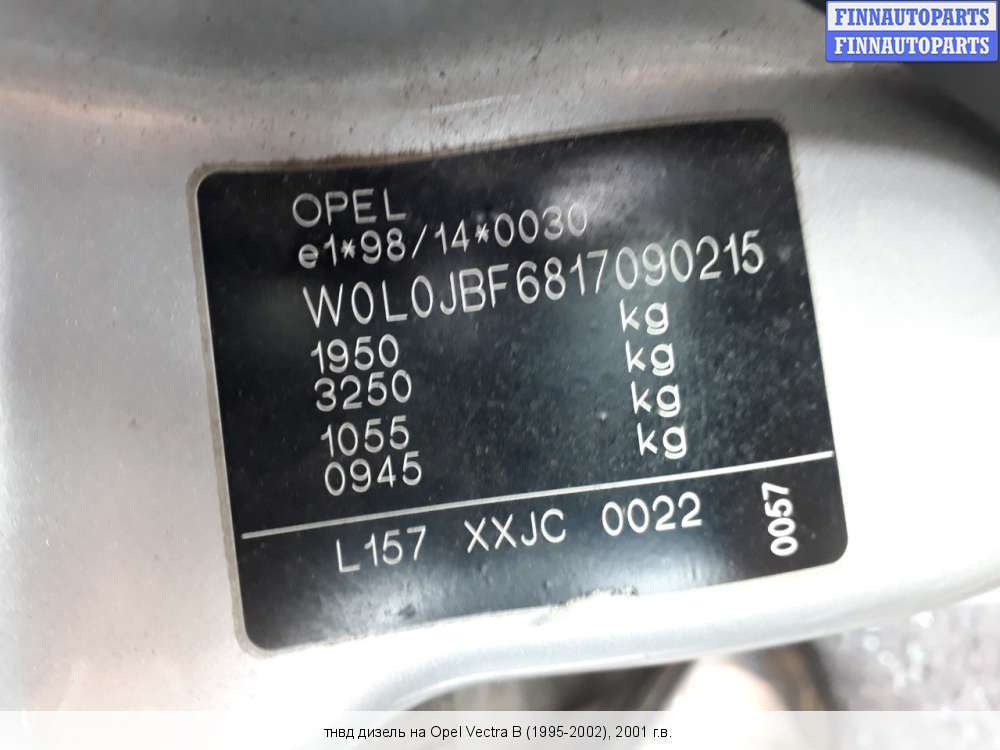 FINNAUTOPARTS
FINNAUTOPARTS
OPEL
e1*98/14*0030
W0L0JBF6817090215
1950 kg
3250 kg
1055 kg
0945 kg
L157 XXJC 0022
0057
тнвд дизель на Opel Vectra B (1995-2002), 2001 г.в.